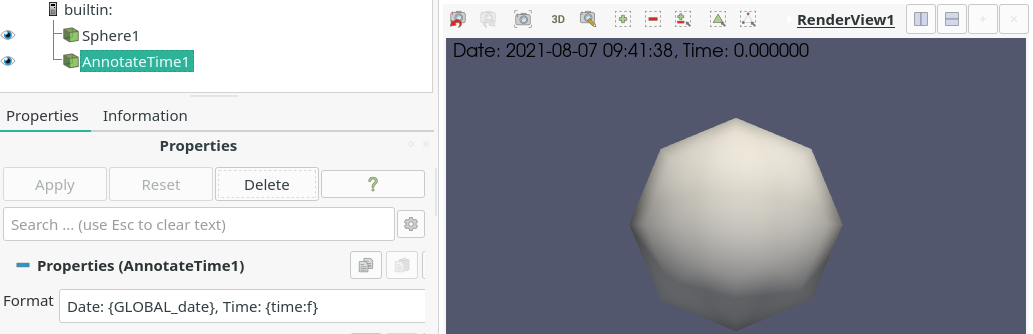 builtin:
Sphere1
AnnotateTime1
Properties Information
Properties
Apply Reset Delete ?
Search ... (use Esc to clear text)
Properties (AnnotateTime1)
Format Date: {GLOBAL_date}, Time: {time:f}
3D RenderView1
Date: 2021-08-07 09:41:38, Time: 0.000000